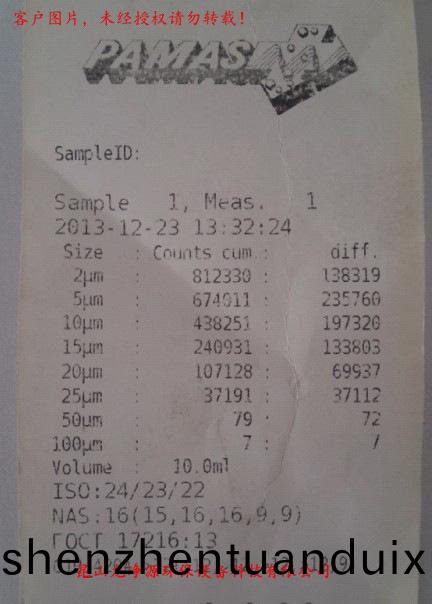 客户图片，未经授权请勿转载！
PAMAS
SampleID:
Sample 1, Meas. 1
2013-12-23 13:32:24
Size : Counts cum.: diff.
2µm : 812330 : 138319
5µm : 674011 : 235760
10µm : 438251 : 197320
15µm : 240931 : 133803
20µm : 107128 : 69937
25µm : 37191 : 37112
50µm : 79 : 72
100µm : 7 : 7
Volume : 10.0ml
ISO:24/23/22
NAS:16(15,16,16,9,9)
ГОСТ 17216:13
shenzhentuanduix